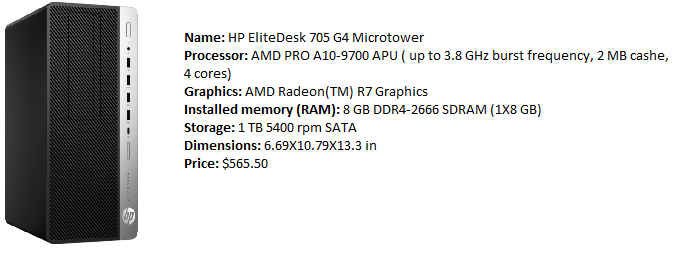 Name: HP EliteDesk 705 G4 Microtower
Processor: AMD PRO A10-9700 APU ( up to 3.8 GHz burst frequency, 2 MB cashe,
4 cores)
Graphics: AMD Radeon(TM) R7 Graphics
Installed memory (RAM): 8 GB DDR4-2666 SDRAM (1X8 GB)
Storage: 1 TB 5400 rpm SATA
Dimensions: 6.69X10.79X13.3 in
Price: $565.50
hp